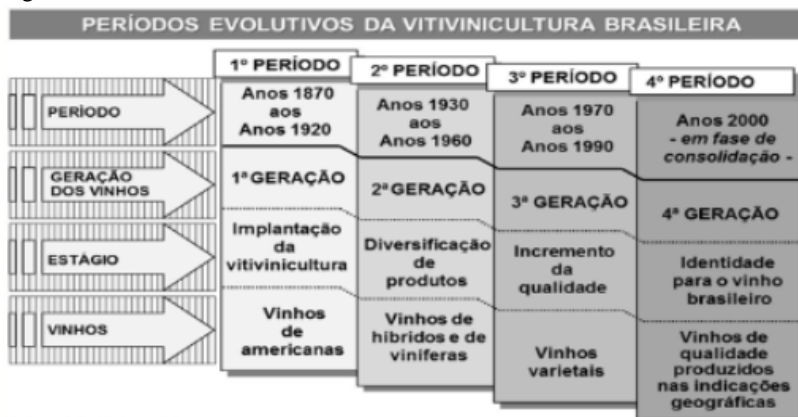 PERÍODOS EVOLUTIVOS DA VITIVINICULTURA BRASILEIRA
1º PERÍODO
2º PERÍODO
3º PERÍODO
4º PERÍODO
PERÍODO
Anos 1870
aos
Anos 1920
Anos 1930
aos
Anos 1960
Anos 1970
aos
Anos 1990
Anos 2000
- em fase de
consolidação -
GERAÇÃO
DOS VINHOS
1ª GERAÇÃO
2ª GERAÇÃO
3ª GERAÇÃO
4ª GERAÇÃO
ESTÁGIO
Implantação
da
vitivinicultura
Diversificação
de
produtos
Incremento
da
qualidade
Identidade
para o vinho
brasileiro
VINHOS
Vinhos
de
americanas
Vinhos de
híbridos e de
viníferas
Vinhos
varietais
Vinhos de
qualidade
produzidos
nas indicações
geográficas